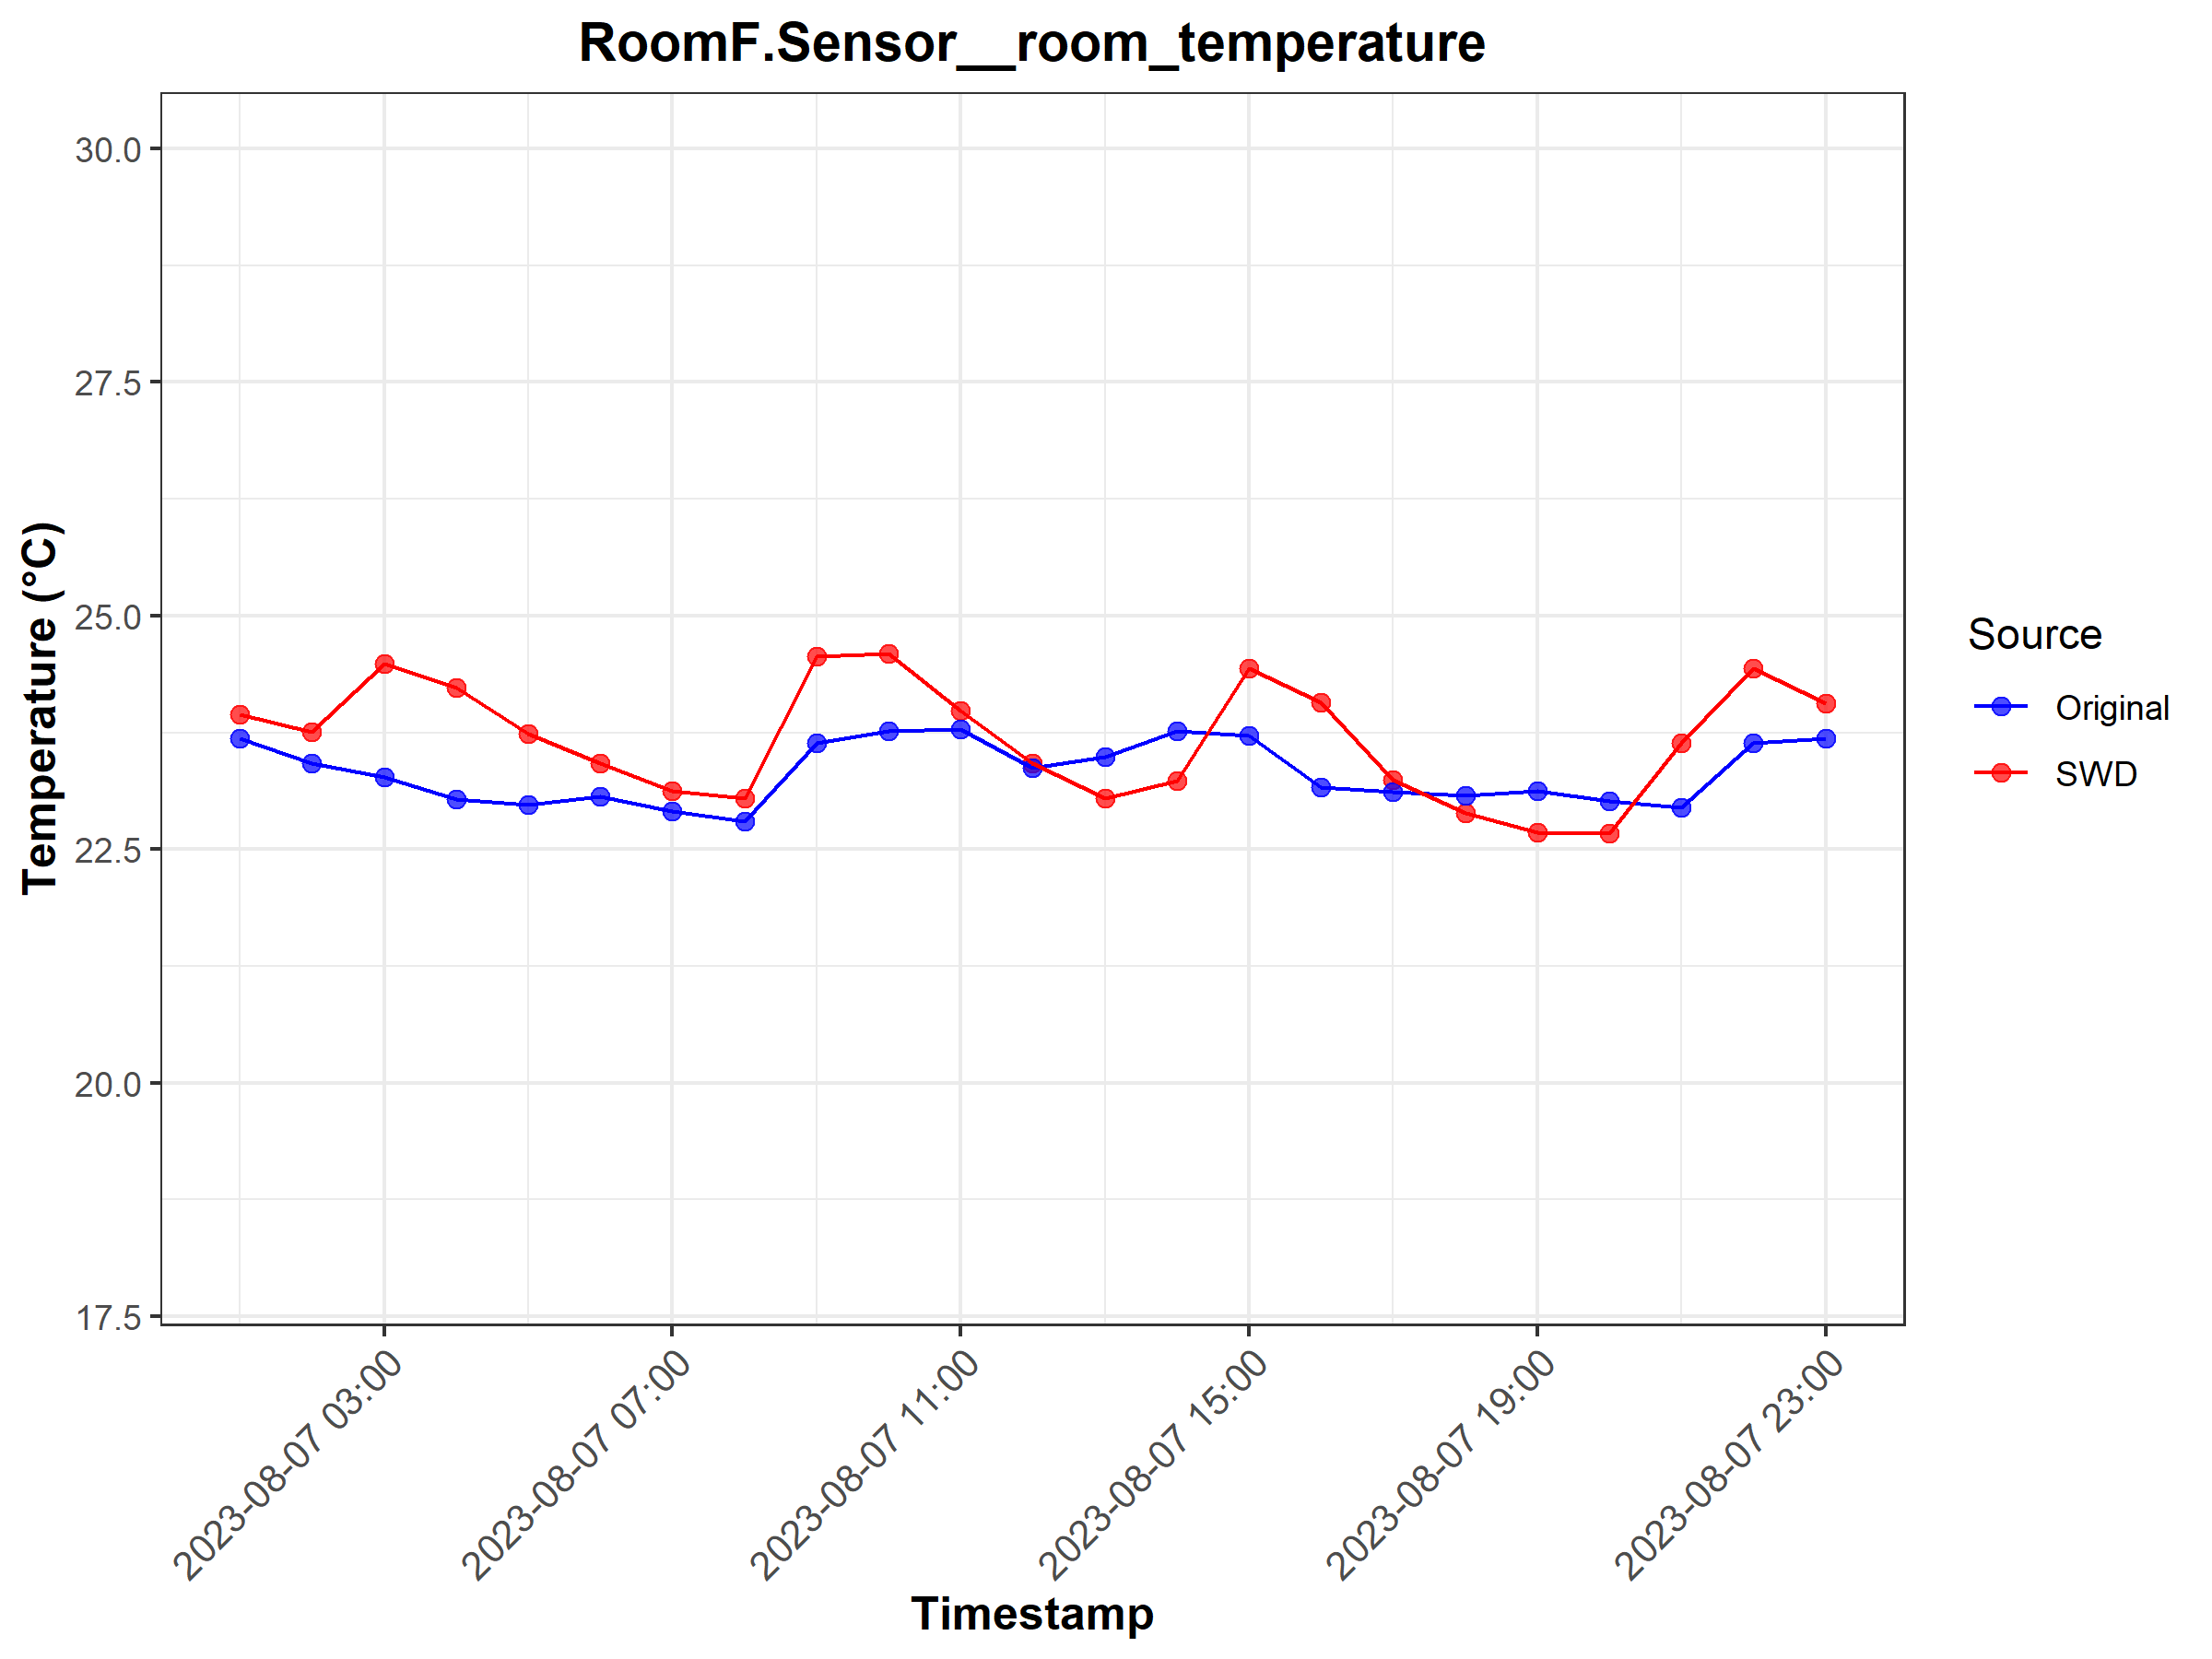 RoomF.Sensor__room_temperature
Temperature (°C)
30.0
27.5
25.0
22.5
20.0
17.5
2023-08-07 03:00
2023-08-07 07:00
2023-08-07 11:00
2023-08-07 15:00
2023-08-07 19:00
2023-08-07 23:00
Timestamp
Source
Original
SWD